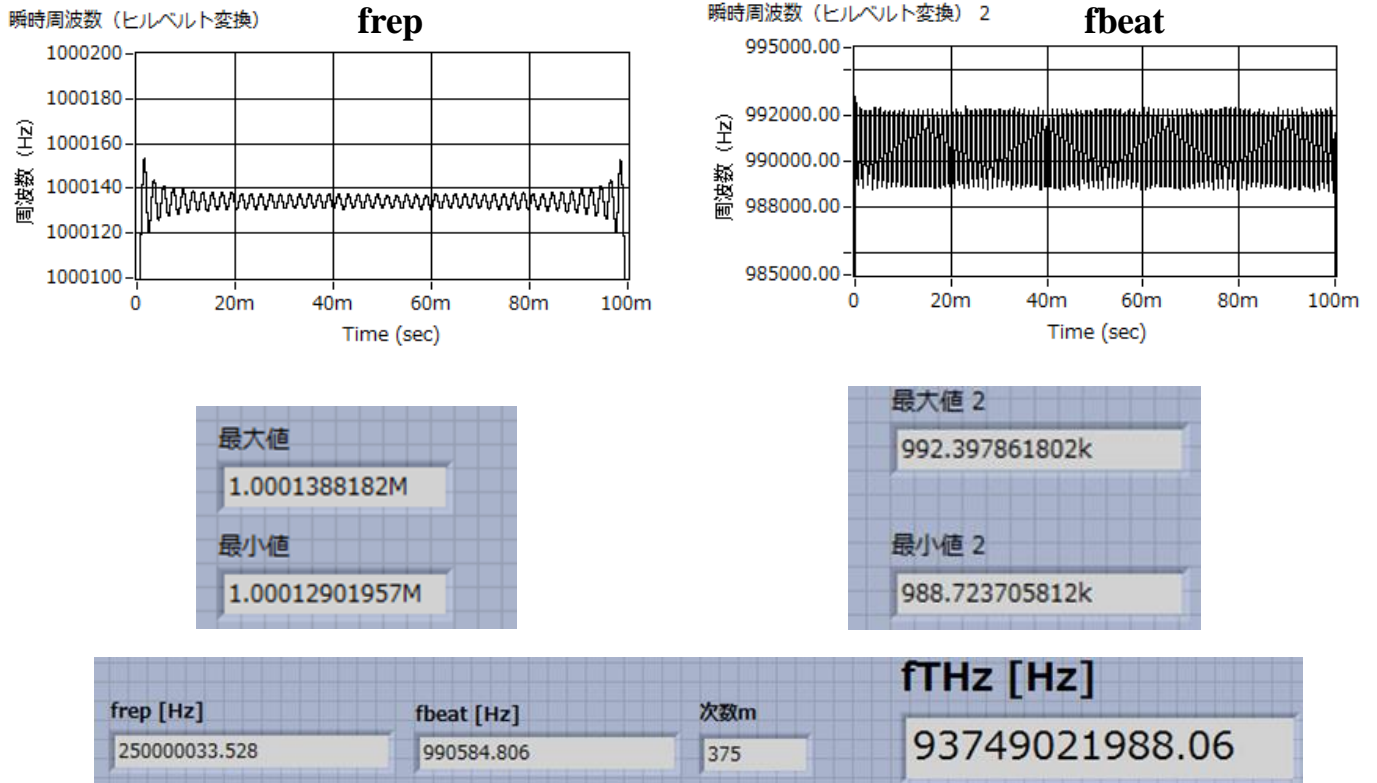 瞬時周波数（ヒルベルト変換）
frep
1000200
1000180
1000160
1000140
1000120
1000100
周波数（Hz）
0 20m 40m 60m 80m 100m
Time (sec)
瞬時周波数（ヒルベルト変換） 2
fbeat
995000.00
992000.00
990000.00
988000.00
985000.00
周波数（Hz）
0 20m 40m 60m 80m 100m
Time (sec)
最大値
1.0001388182M
最小値
1.00012901957M
最大値 2
992.397861802k
最小値 2
988.723705812k
frep [Hz]
250000033.528
fbeat [Hz]
990584.806
次数m
375
fTHz [Hz]
93749021988.06